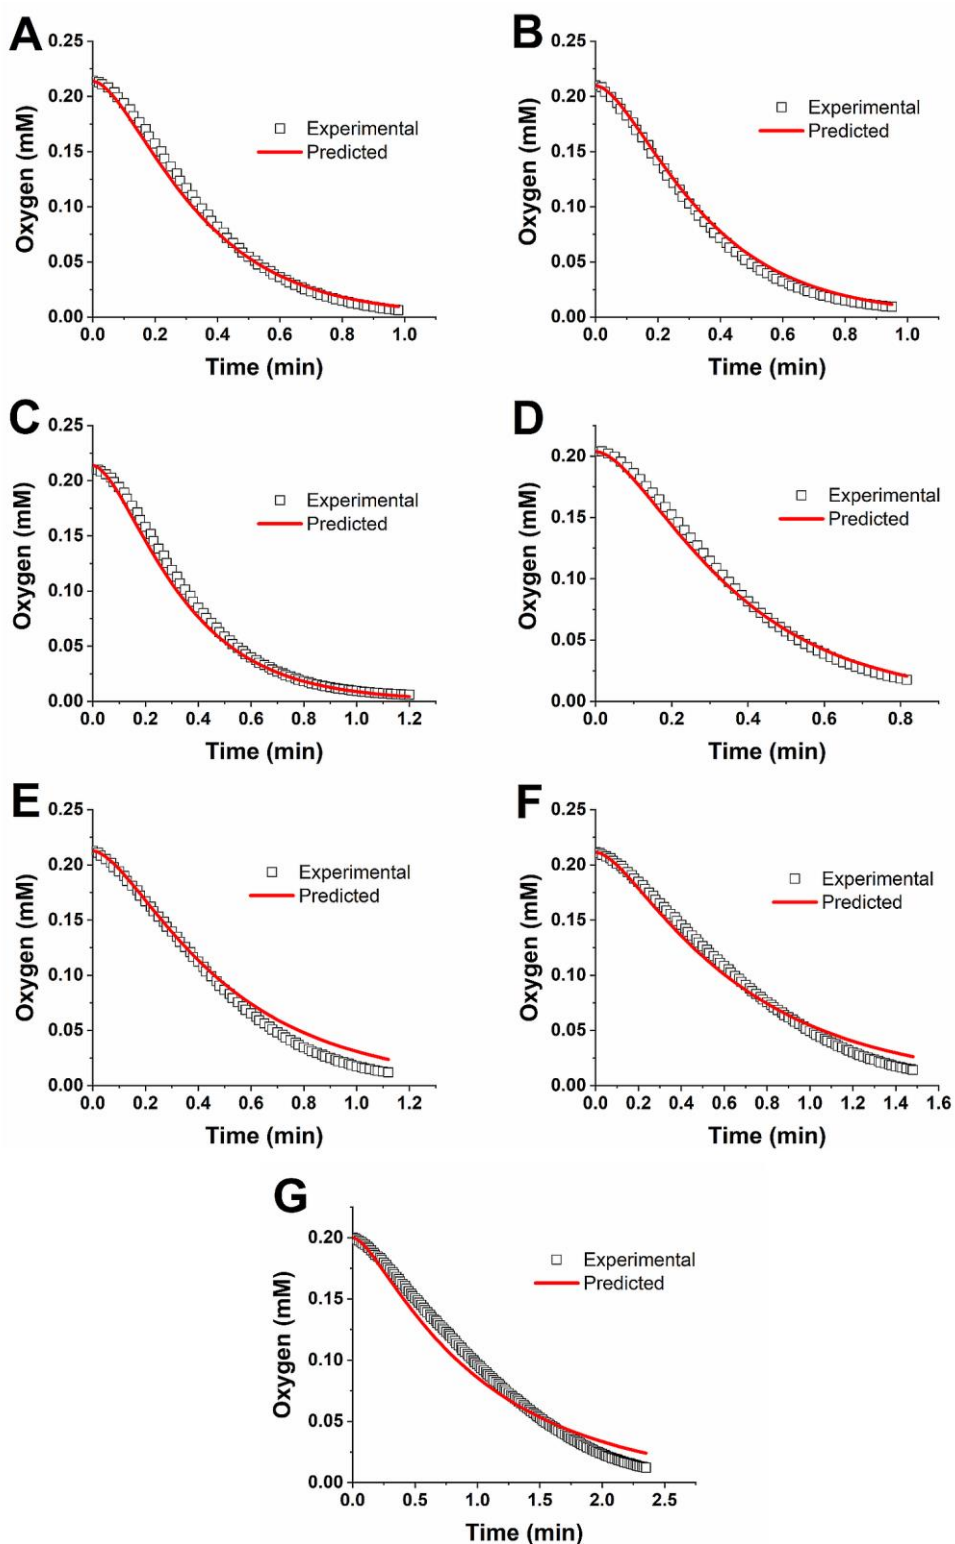 A
Oxygen (mM)
0.25
0.20
0.15
0.10
0.05
0.00
Experimental
Predicted
0.0 0.2 0.4 0.6 0.8 1.0
Time (min)
B
Oxygen (mM)
0.25
0.20
0.15
0.10
0.05
0.00
Experimental
Predicted
0.0 0.2 0.4 0.6 0.8 1.0
Time (min)
C
Oxygen (mM)
0.25
0.20
0.15
0.10
0.05
0.00
Experimental
Predicted
0.0 0.2 0.4 0.6 0.8 1.0 1.2
Time (min)
D
Oxygen (mM)
0.20
0.15
0.10
0.05
0.00
Experimental
Predicted
0.0 0.2 0.4 0.6 0.8
Time (min)
E
Oxygen (mM)
0.25
0.20
0.15
0.10
0.05
0.00
Experimental
Predicted
0.0 0.2 0.4 0.6 0.8 1.0 1.2
Time (min)
F
Oxygen (mM)
0.25
0.20
0.15
0.10
0.05
0.00
Experimental
Predicted
0.0 0.2 0.4 0.6 0.8 1.0 1.2 1.4 1.6
Time (min)
G
Oxygen (mM)
0.20
0.15
0.10
0.05
0.00
Experimental
Predicted
0.0 0.5 1.0 1.5 2.0 2.5
Time (min)